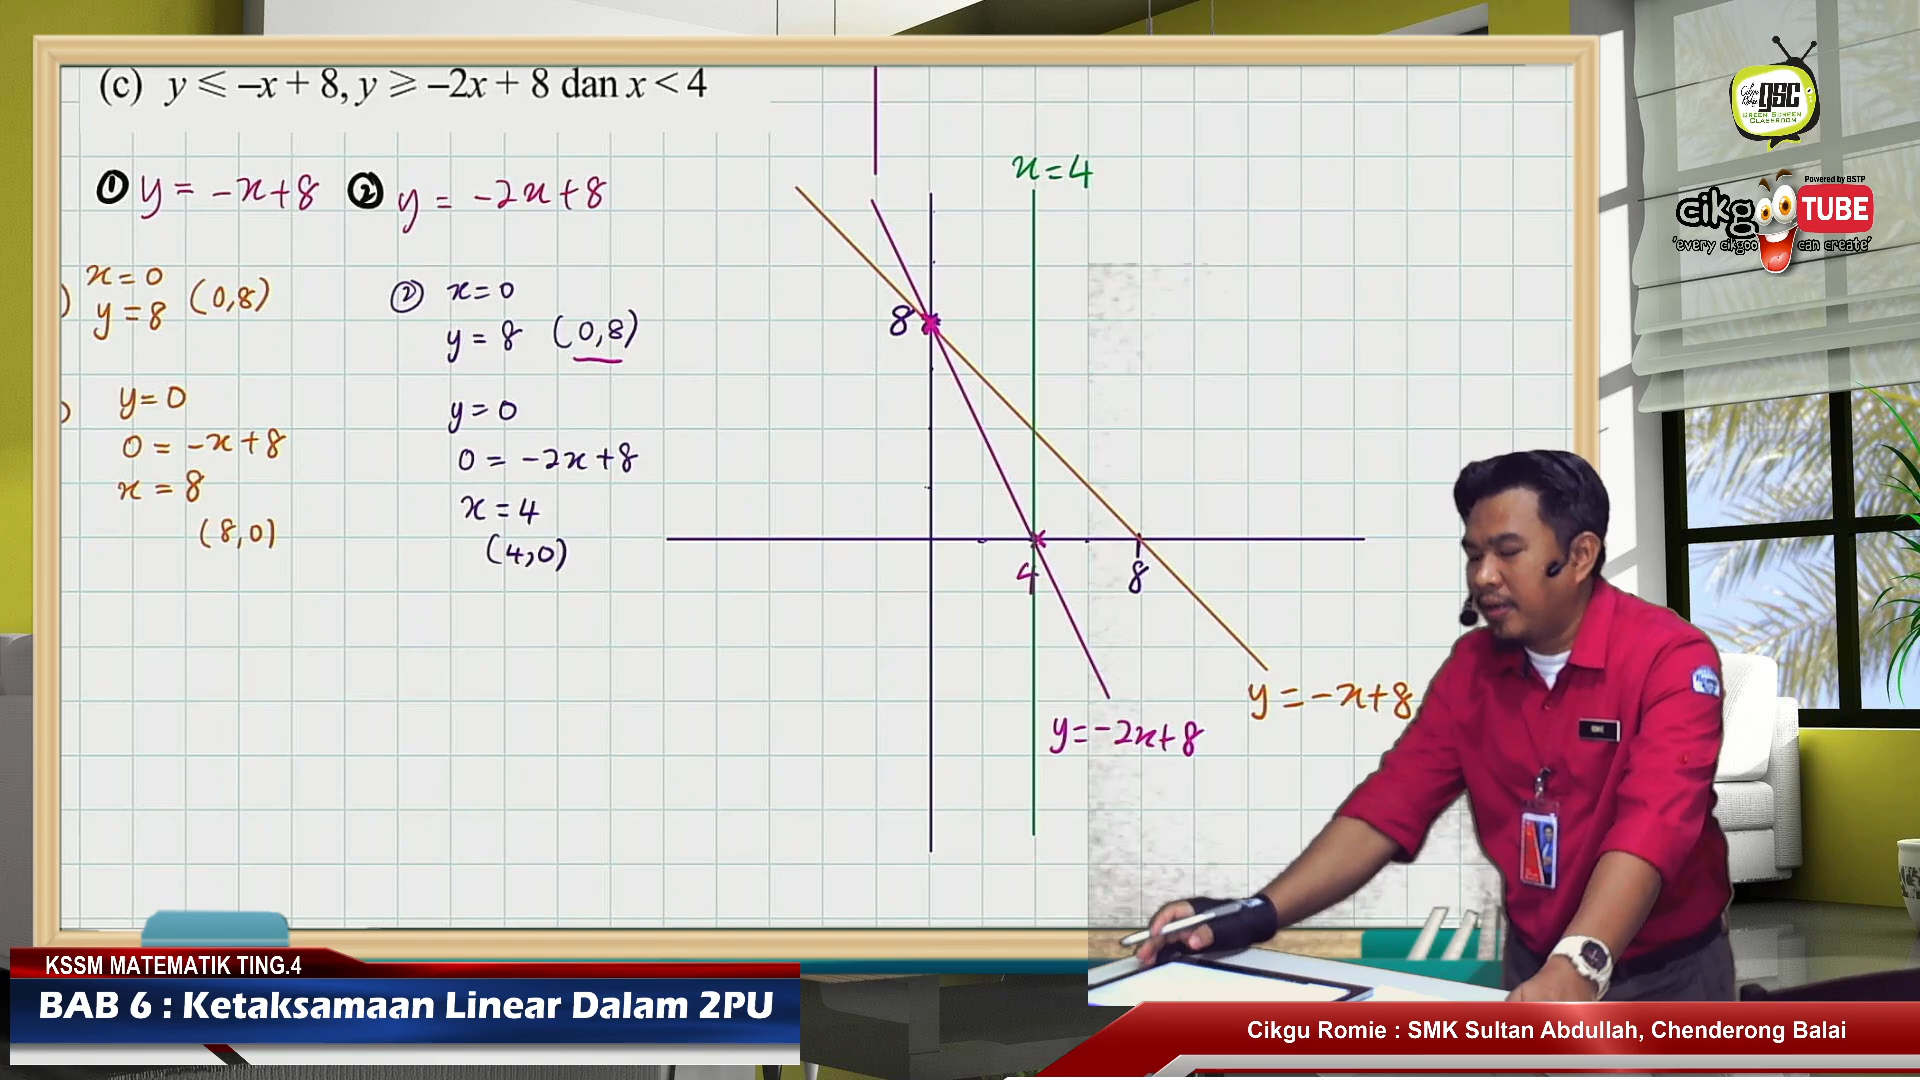 (c) y ⩽ –x + 8, y ⩾ –2x + 8 dan x < 4
① y = -x+8 ② y = -2x+8
x=0
y=8 (0,8)
y=0
0 = -x+8
x = 8
(8,0)
② x=0
y = 8 (0,8)
y=0
0 = -2x+8
x = 4
(4,0)
x=4
8
4
8
y=-2x+8
y=-x+8
Cikgu Romie GSC
GREEN SCREEN
CLASSROOM
Powered by BSTP
cikgoo TUBE
'every cikgoo can create'
KSSM MATEMATIK TING.4
BAB 6 : Ketaksamaan Linear Dalam 2PU
Cikgu Romie : SMK Sultan Abdullah, Chenderong Balai